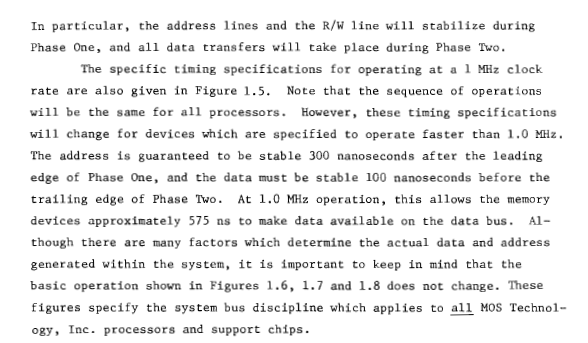 In particular, the address lines and the R/W line will stabilize during
Phase One, and all data transfers will take place during Phase Two.
The specific timing specifications for operating at a 1 MHz clock
rate are also given in Figure 1.5. Note that the sequence of operations
will be the same for all processors. However, these timing specifications
will change for devices which are specified to operate faster than 1.0 MHz.
The address is guaranteed to be stable 300 nanoseconds after the leading
edge of Phase One, and the data must be stable 100 nanoseconds before the
trailing edge of Phase Two. At 1.0 MHz operation, this allows the memory
devices approximately 575 ns to make data available on the data bus. Al-
though there are many factors which determine the actual data and address
generated within the system, it is important to keep in mind that the
basic operation shown in Figures 1.6, 1.7 and 1.8 does not change. These
figures specify the system bus discipline which applies to all MOS Technol-
ogy, Inc. processors and support chips.